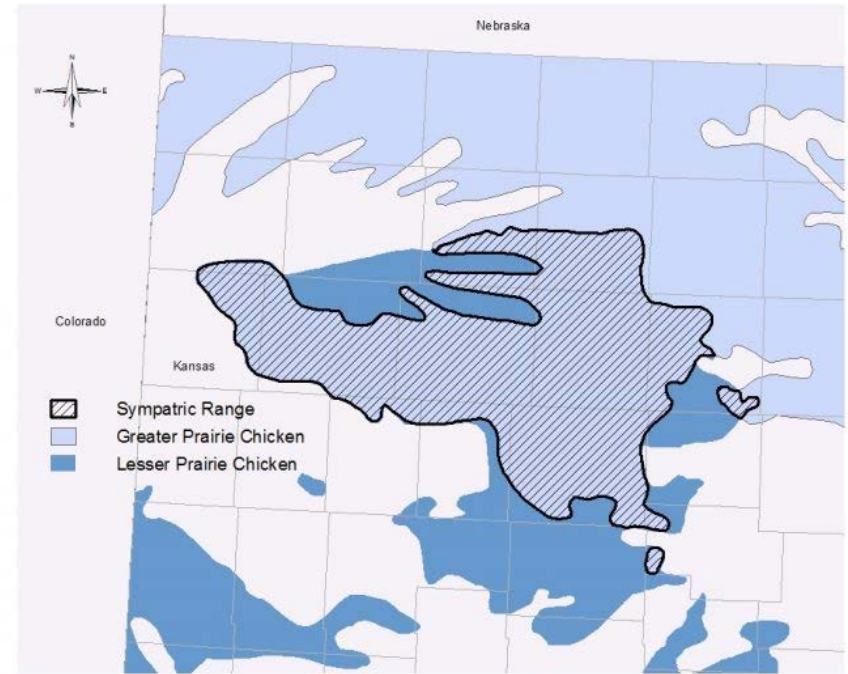 Nebraska
N
W E
S
Colorado
Kansas
Sympatric Range
Greater Prairie Chicken
Lesser Prairie Chicken